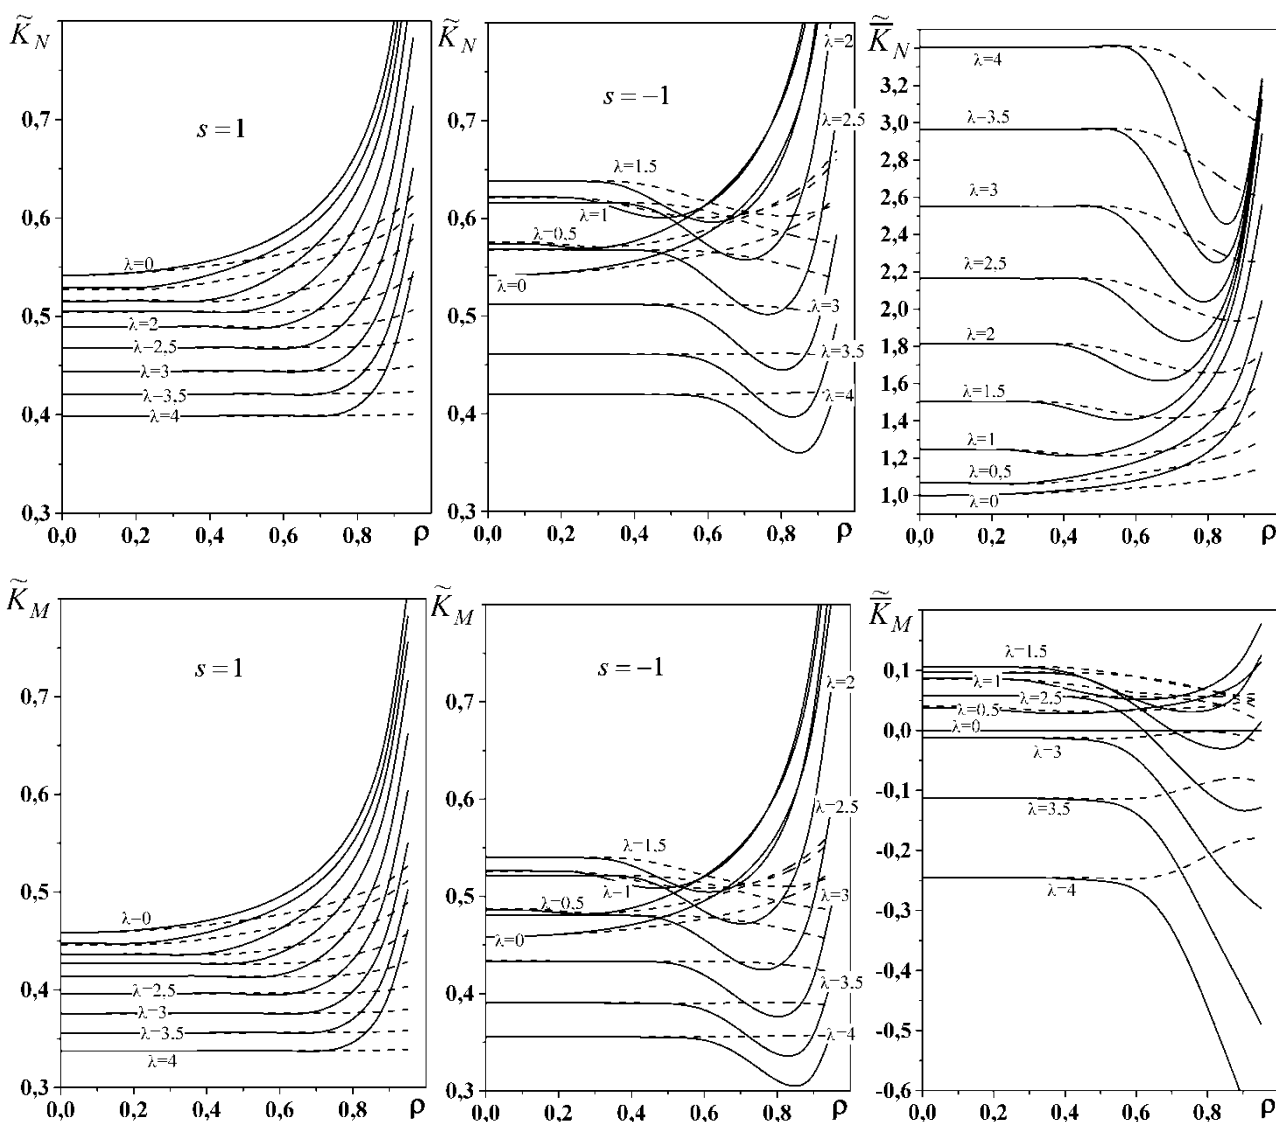 K̃_N
0,7
0,6
0,5
0,4
0,3
s = 1
λ=0
λ=2
λ−2,5
λ=3
λ−3,5
λ=4
0,0 0,2 0,4 0,6 0,8 ρ
K̃_N
0,7
0,6
0,5
0,4
0,3
s = −1
λ=2
λ=2.5
λ=1.5
λ=1
λ=0,5
λ=0
λ=3
λ=3.5
λ=4
0,0 0,2 0,4 0,6 0,8 ρ
K̿̃_N
3,2
3,0
2,8
2,6
2,4
2,2
2,0
1,8
1,6
1,4
1,2
1,0
λ=4
λ−3.5
λ=3
λ=2,5
λ=2
λ=1.5
λ=1
λ=0,5
λ=0
0,0 0,2 0,4 0,6 0,8 ρ
K̃_M
0,7
0,6
0,5
0,4
0,3
s = 1
λ−0
λ=2,5
λ=3
λ=3.5
λ=4
0,0 0,2 0,4 0,6 0,8 ρ
K̃_M
0,7
0,6
0,5
0,4
0,3
s = −1
λ=2
λ=2.5
λ=1.5
λ−1
λ=0.5
λ=0
λ=3
λ=3.5
λ=4
0,0 0,2 0,4 0,6 0,8 ρ
K̿̃_M
0,1
0,0
-0,1
-0,2
-0,3
-0,4
-0,5
-0,6
λ=1.5
λ=1
λ=2.5
λ=0.5
λ=0
λ=3
λ=3,5
λ=4
0,0 0,2 0,4 0,6 0,8 ρ